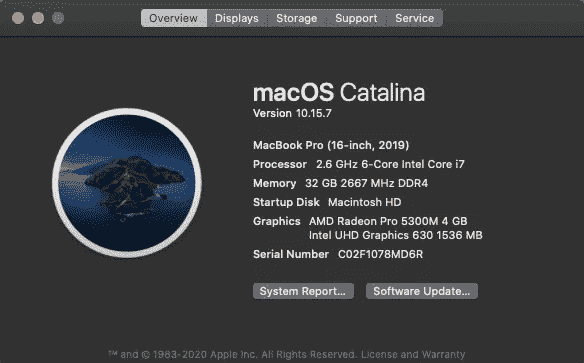 Overview Displays Storage Support Service
macOS Catalina
Version 10.15.7
MacBook Pro (16-inch, 2019)
Processor 2.6 GHz 6-Core Intel Core i7
Memory 32 GB 2667 MHz DDR4
Startup Disk Macintosh HD
Graphics AMD Radeon Pro 5300M 4 GB
Intel UHD Graphics 630 1536 MB
Serial Number C02F1078MD6R
System Report... Software Update...
™ and © 1983-2020 Apple Inc. All Rights Reserved. License and Warranty